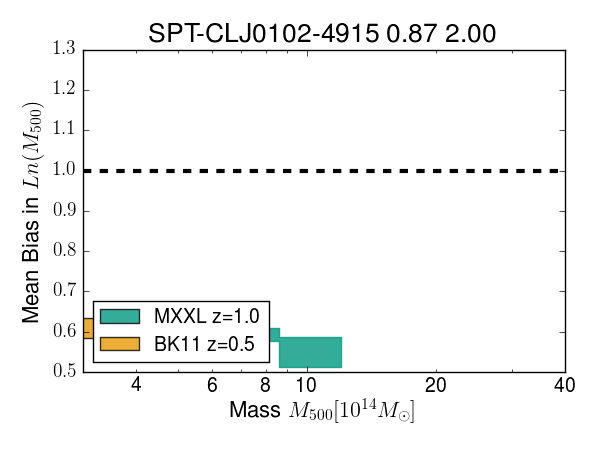 SPT-CLJ0102-4915 0.87 2.00
Mean Bias in Ln(M₅₀₀)
1.3
1.2
1.1
1.0
0.9
0.8
0.7
0.6
0.5
MXXL z=1.0
BK11 z=0.5
4 6 8 10 20 40
Mass M₅₀₀[10¹⁴M☉]